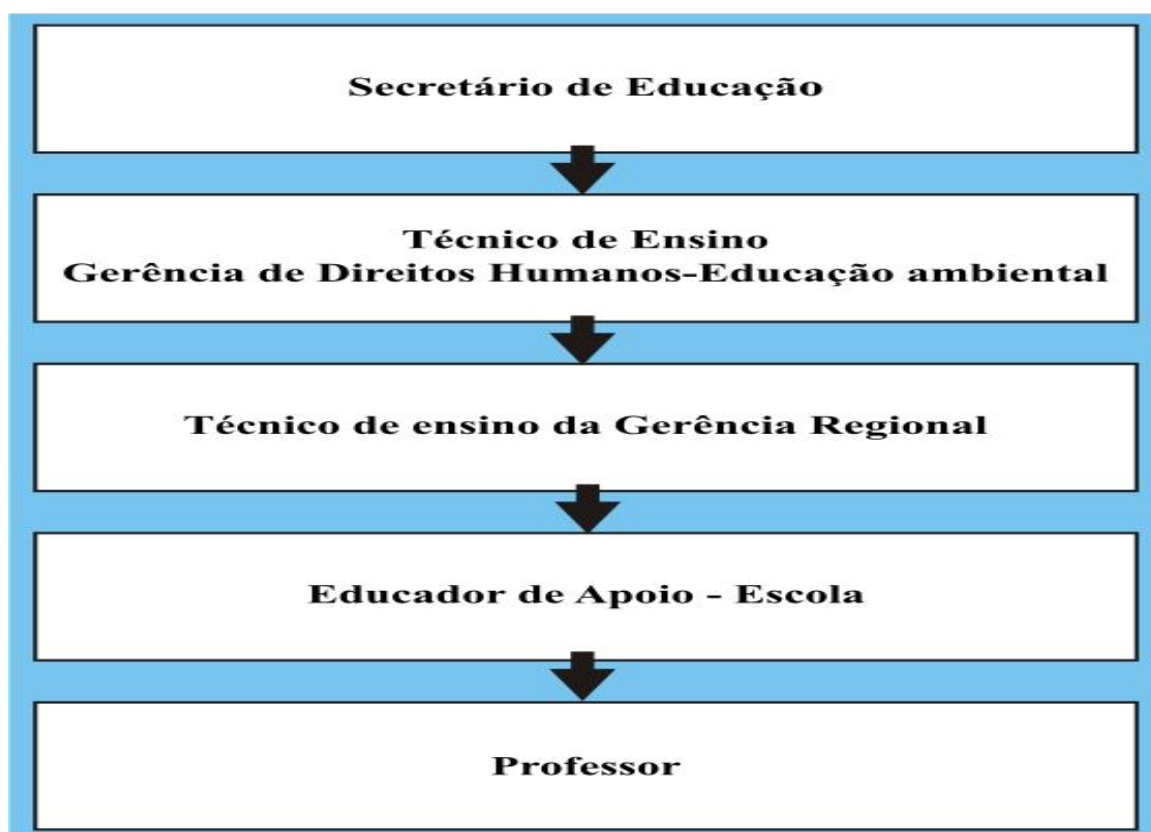 Secretário de Educação
Técnico de Ensino
Gerência de Direitos Humanos-Educação ambiental
Técnico de ensino da Gerência Regional
Educador de Apoio - Escola
Professor